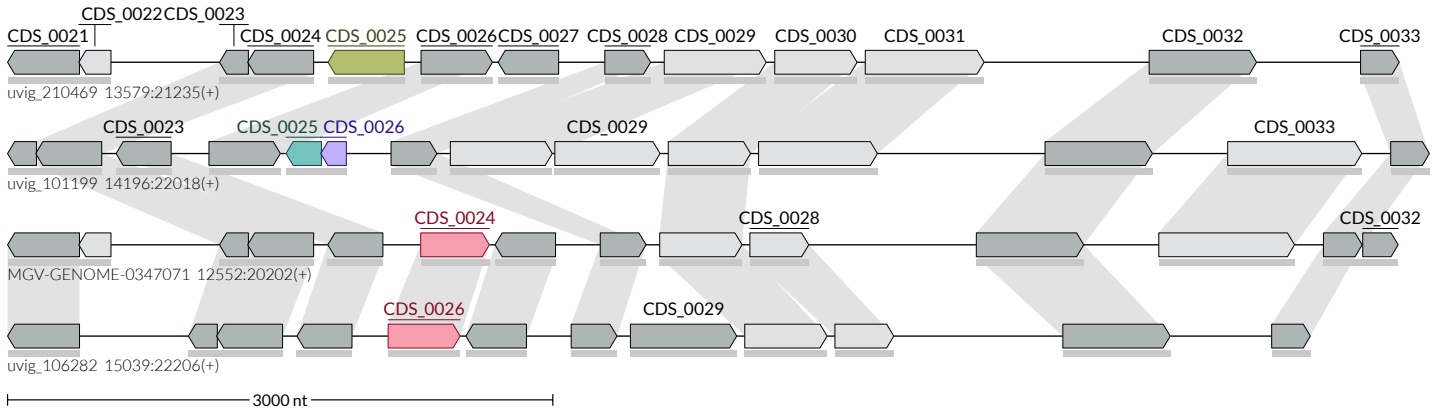 CDS_0022 CDS_0023
CDS_0021 CDS_0024 CDS_0025 CDS_0026 CDS_0027 CDS_0028 CDS_0029 CDS_0030 CDS_0031 CDS_0032 CDS_0033
uvig_210469 13579:21235(+)
CDS_0023 CDS_0025 CDS_0026 CDS_0029 CDS_0033
uvig_101199 14196:22018(+)
CDS_0024 CDS_0028 CDS_0032
MGV-GENOME-0347071 12552:20202(+)
CDS_0026 CDS_0029
uvig_106282 15039:22206(+)
3000 nt